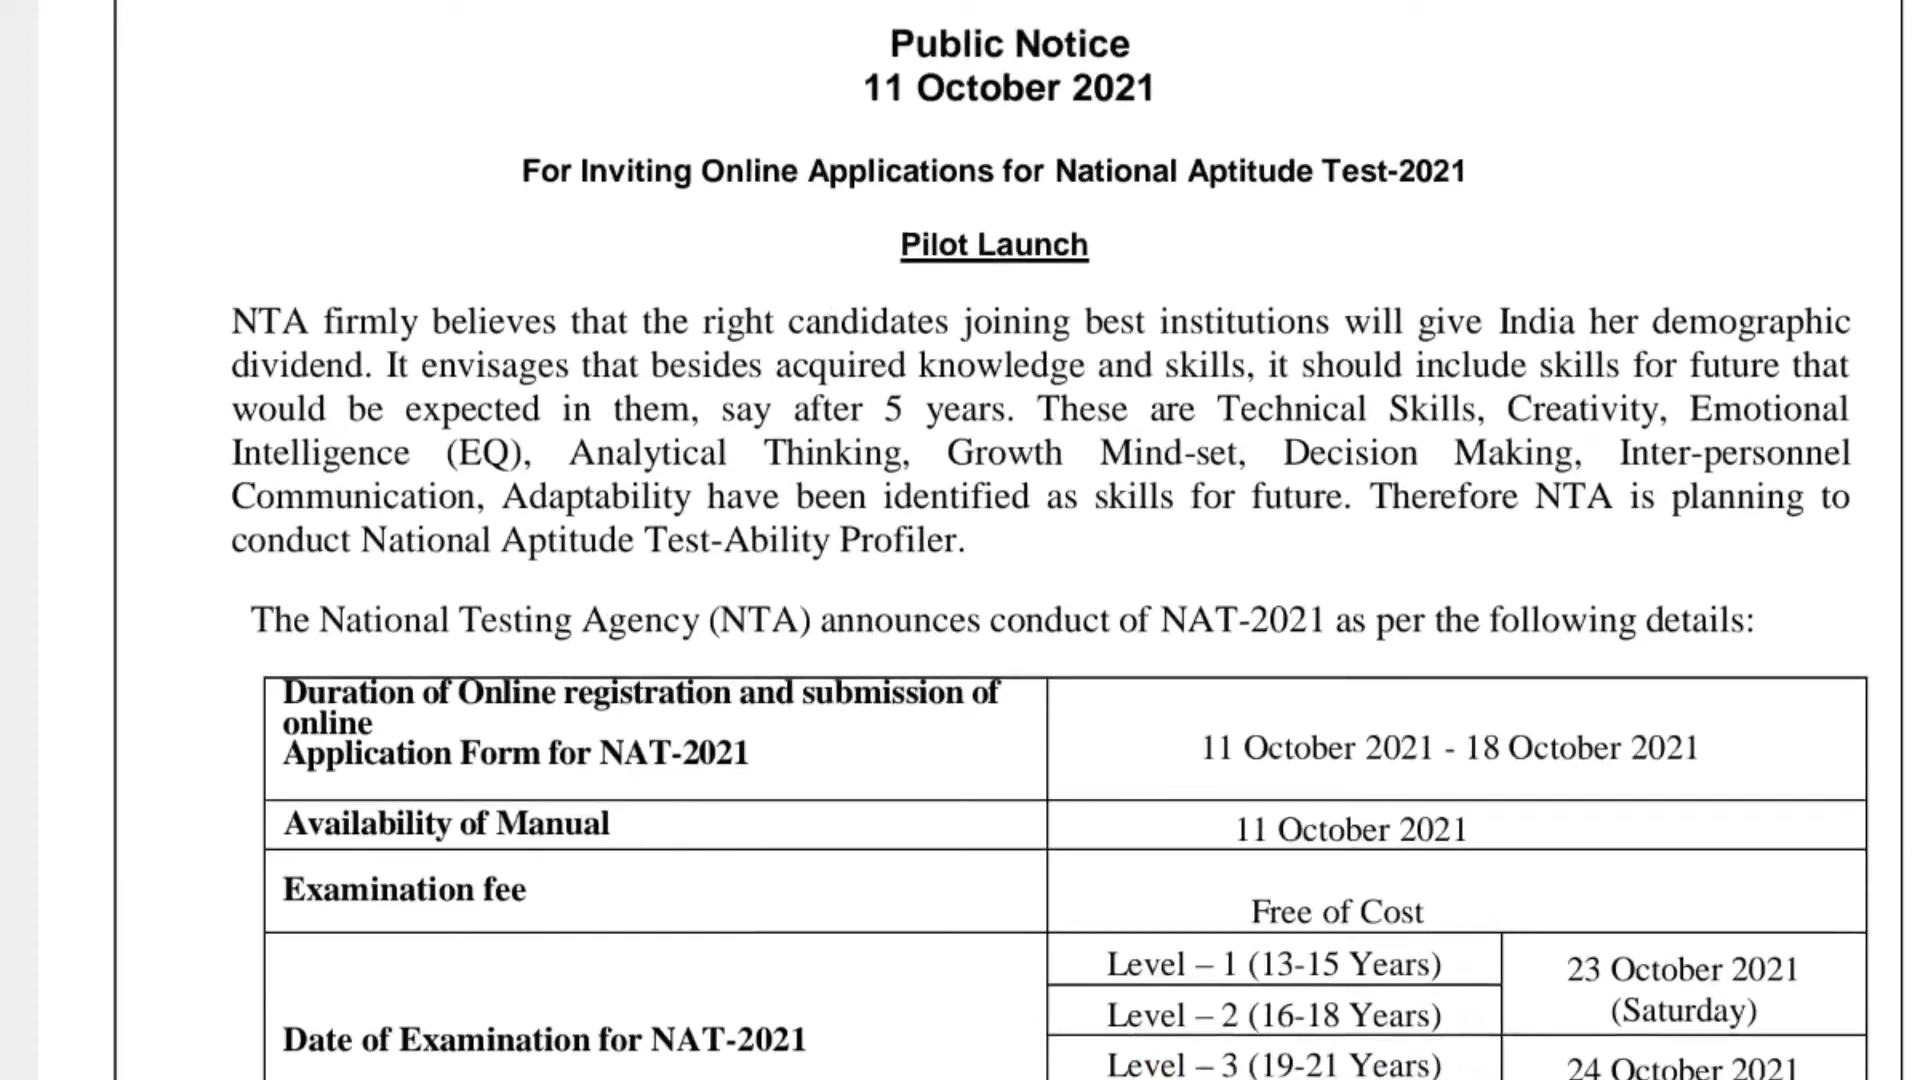 Public Notice
11 October 2021
For Inviting Online Applications for National Aptitude Test-2021
Pilot Launch
NTA firmly believes that the right candidates joining best institutions will give India her demographic
dividend. It envisages that besides acquired knowledge and skills, it should include skills for future that
would be expected in them, say after 5 years. These are Technical Skills, Creativity, Emotional
Intelligence (EQ), Analytical Thinking, Growth Mind-set, Decision Making, Inter-personnel
Communication, Adaptability have been identified as skills for future. Therefore NTA is planning to
conduct National Aptitude Test-Ability Profiler.
The National Testing Agency (NTA) announces conduct of NAT-2021 as per the following details:
Duration of Online registration and submission of
online
Application Form for NAT-2021
11 October 2021 - 18 October 2021
Availability of Manual
11 October 2021
Examination fee
Free of Cost
Date of Examination for NAT-2021
Level – 1 (13-15 Years)
Level – 2 (16-18 Years)
23 October 2021
(Saturday)
Level – 3 (19-21 Years)
24 October 2021